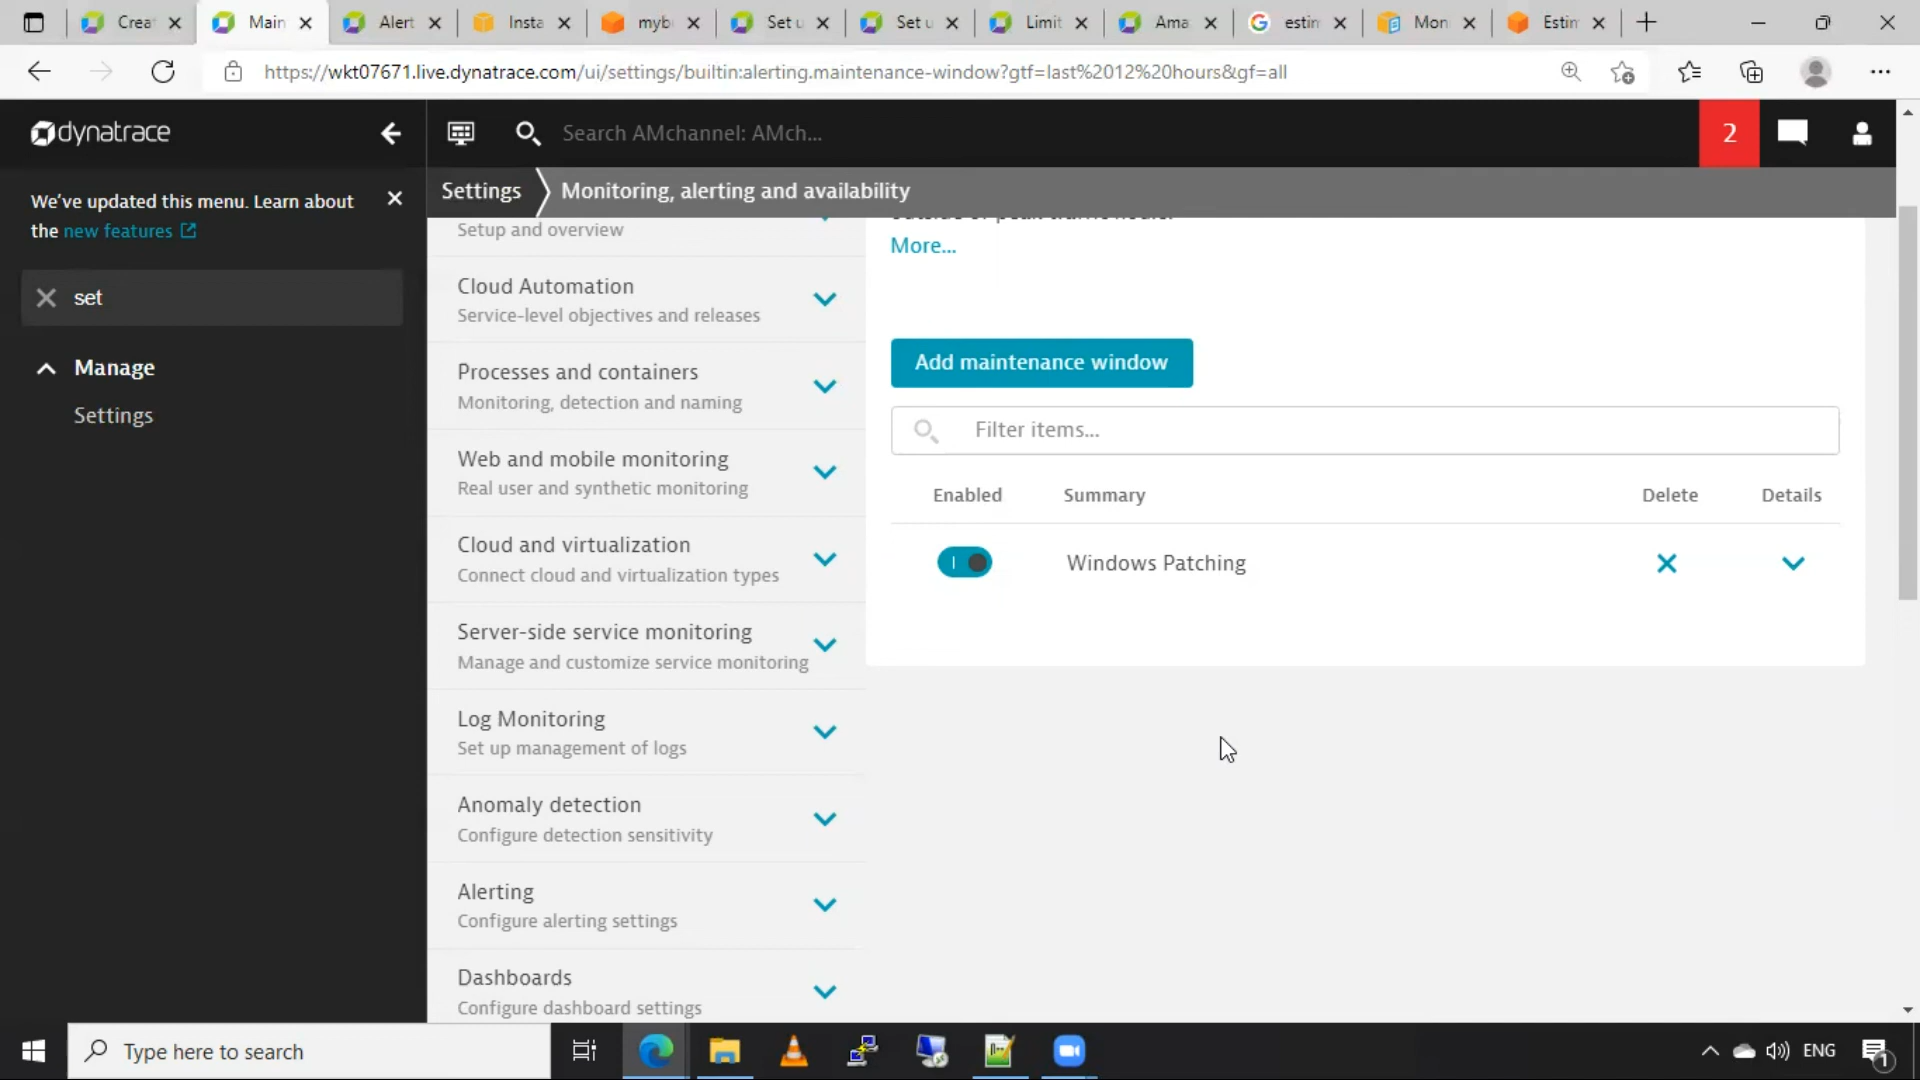 Crea
Main
Alert
Insta
myb
Set u
Set u
Limit
Ama
estim
Mon
Estim
https://wkt07671.live.dynatrace.com/ui/settings/builtin:alerting.maintenance-window?gtf=last%2012%20hours&gf=all
dynatrace
Search AMchannel: AMch...
2
We've updated this menu. Learn about
the new features
set
Manage
Settings
Settings
Monitoring, alerting and availability
Setup and overview
Cloud Automation
Service-level objectives and releases
Processes and containers
Monitoring, detection and naming
Web and mobile monitoring
Real user and synthetic monitoring
Cloud and virtualization
Connect cloud and virtualization types
Server-side service monitoring
Manage and customize service monitoring
Log Monitoring
Set up management of logs
Anomaly detection
Configure detection sensitivity
Alerting
Configure alerting settings
Dashboards
Configure dashboard settings
More...
Add maintenance window
Filter items...
Enabled Summary Delete Details
Windows Patching
Type here to search
ENG
1